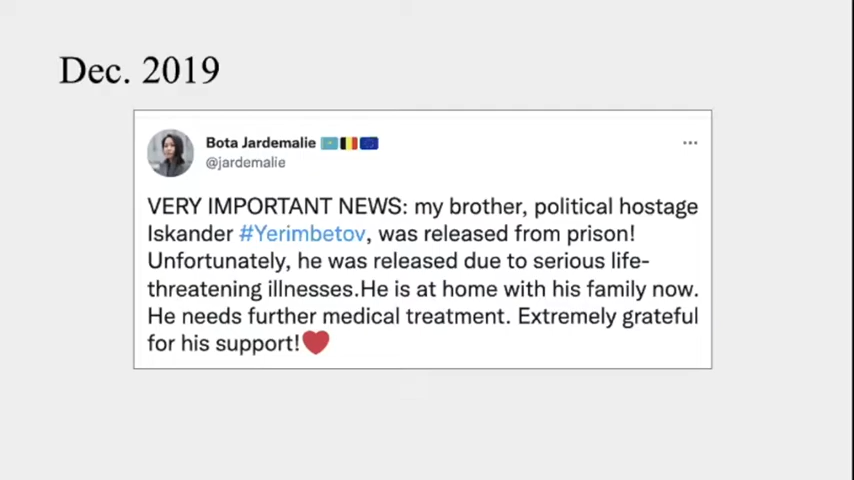 Dec. 2019
Bota Jardemalie 🇰🇿🇧🇪🇪🇺
@jardemalie
VERY IMPORTANT NEWS: my brother, political hostage
Iskander #Yerimbetov, was released from prison!
Unfortunately, he was released due to serious life-
threatening illnesses.He is at home with his family now.
He needs further medical treatment. Extremely grateful
for his support!❤️